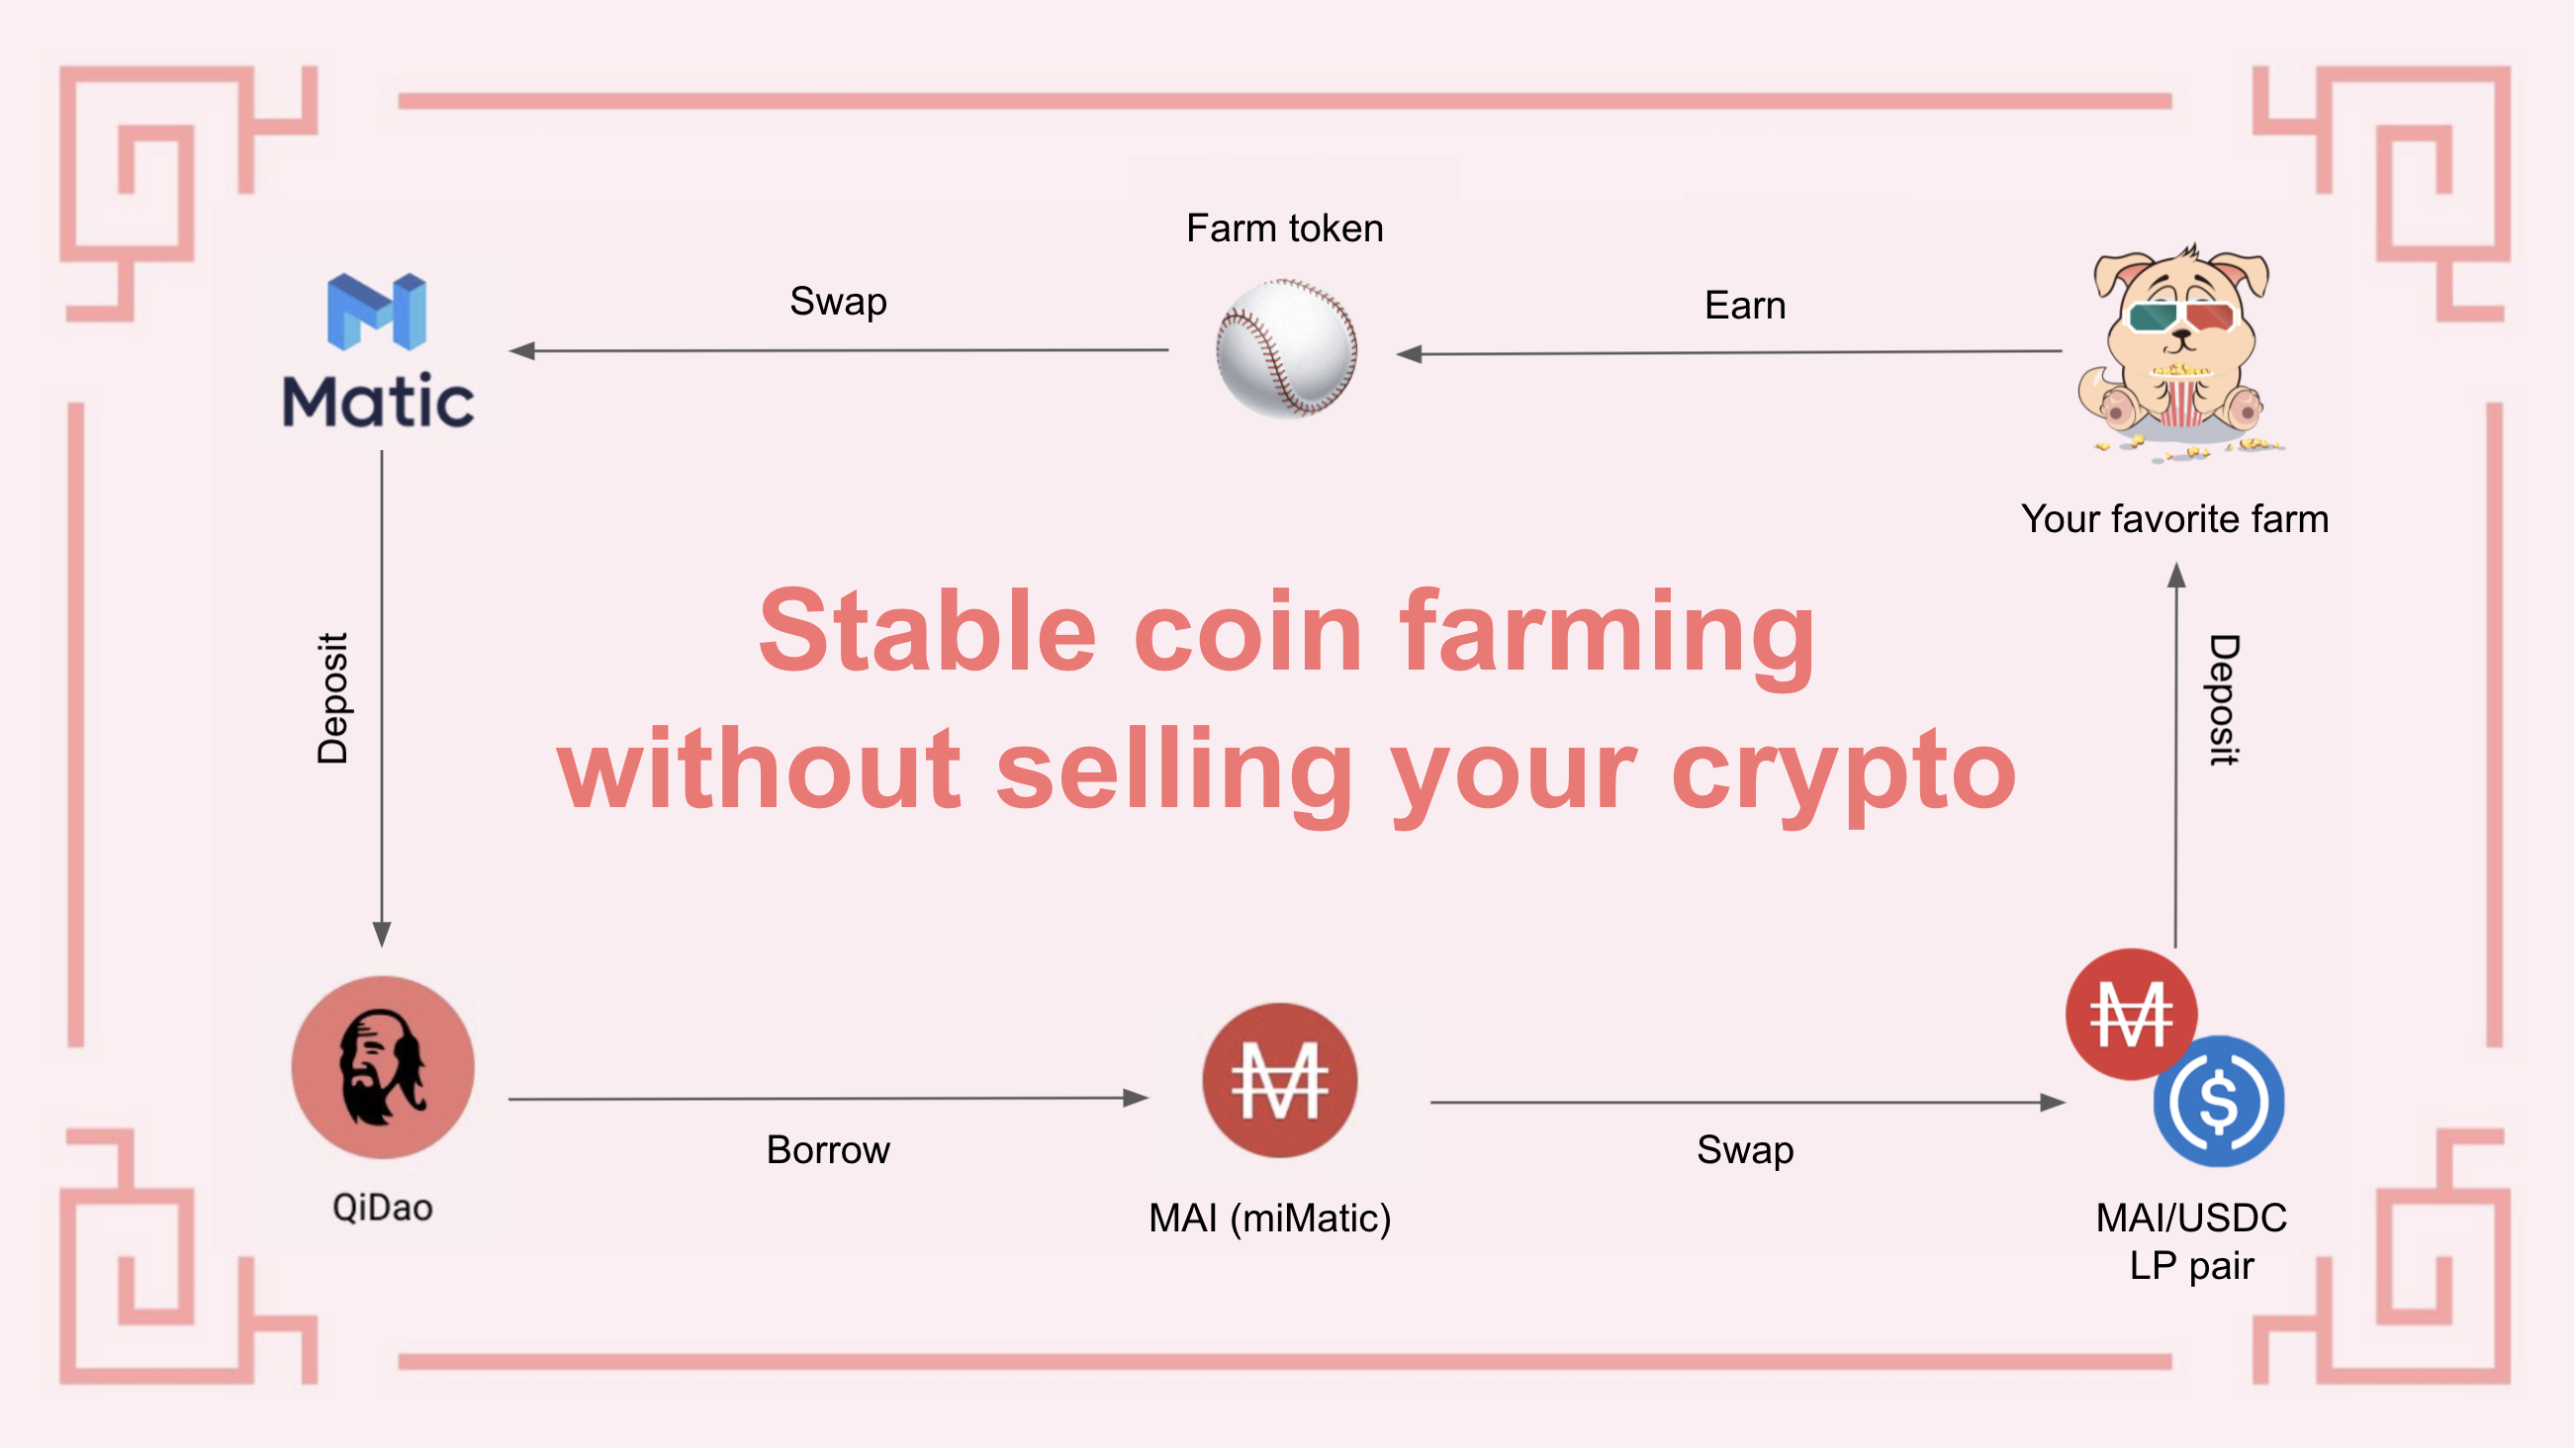 Farm token
Swap
Earn
Matic
Your favorite farm
Stable coin farming
without selling your crypto
Deposit
Deposit
QiDao
Borrow
MAI (miMatic)
Swap
MAI/USDC
LP pair